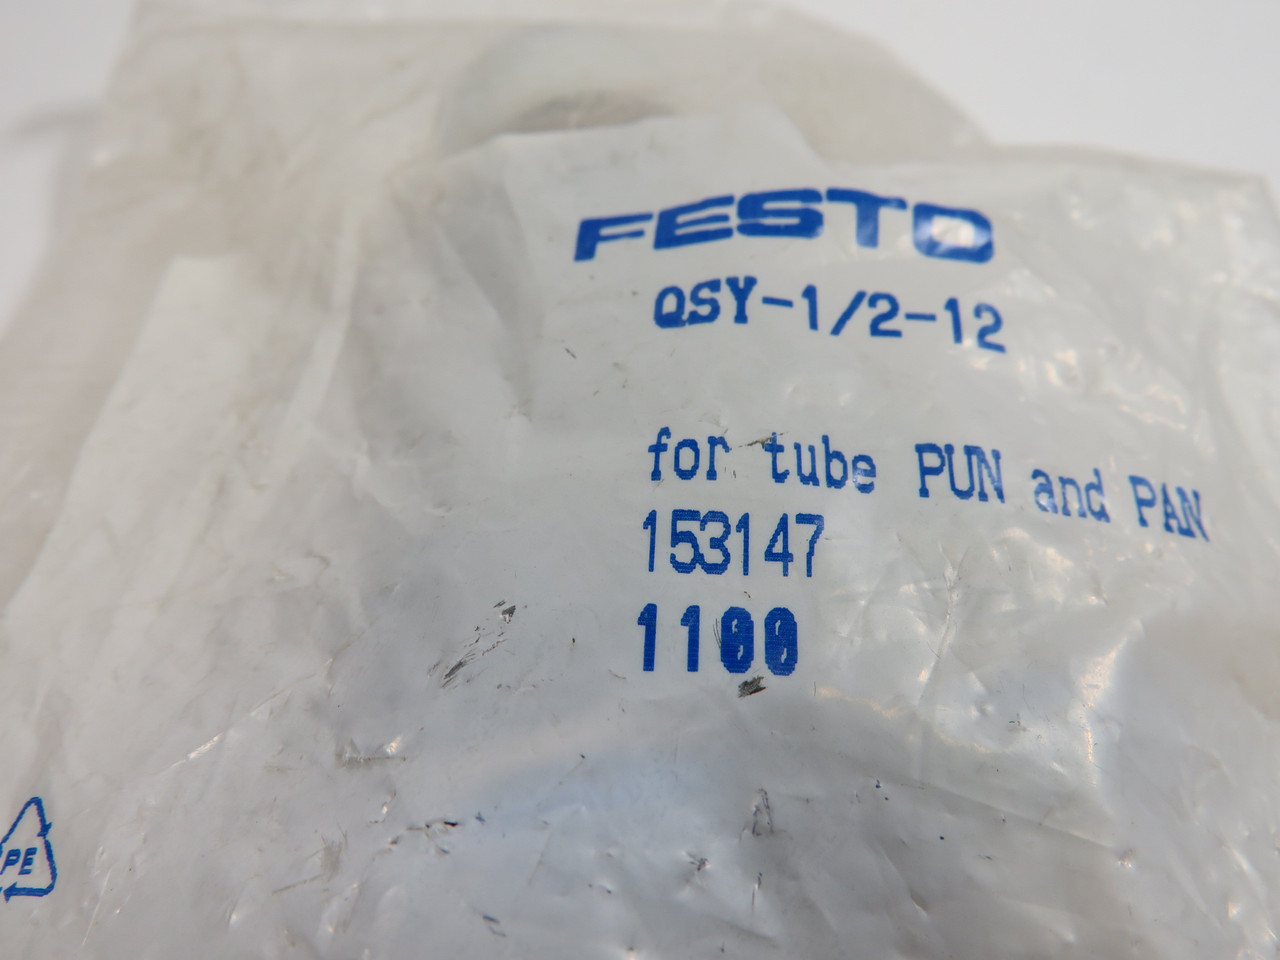 FESTO
QSY-1/2-12
for tube PUN and PAN
153147
1100
PE